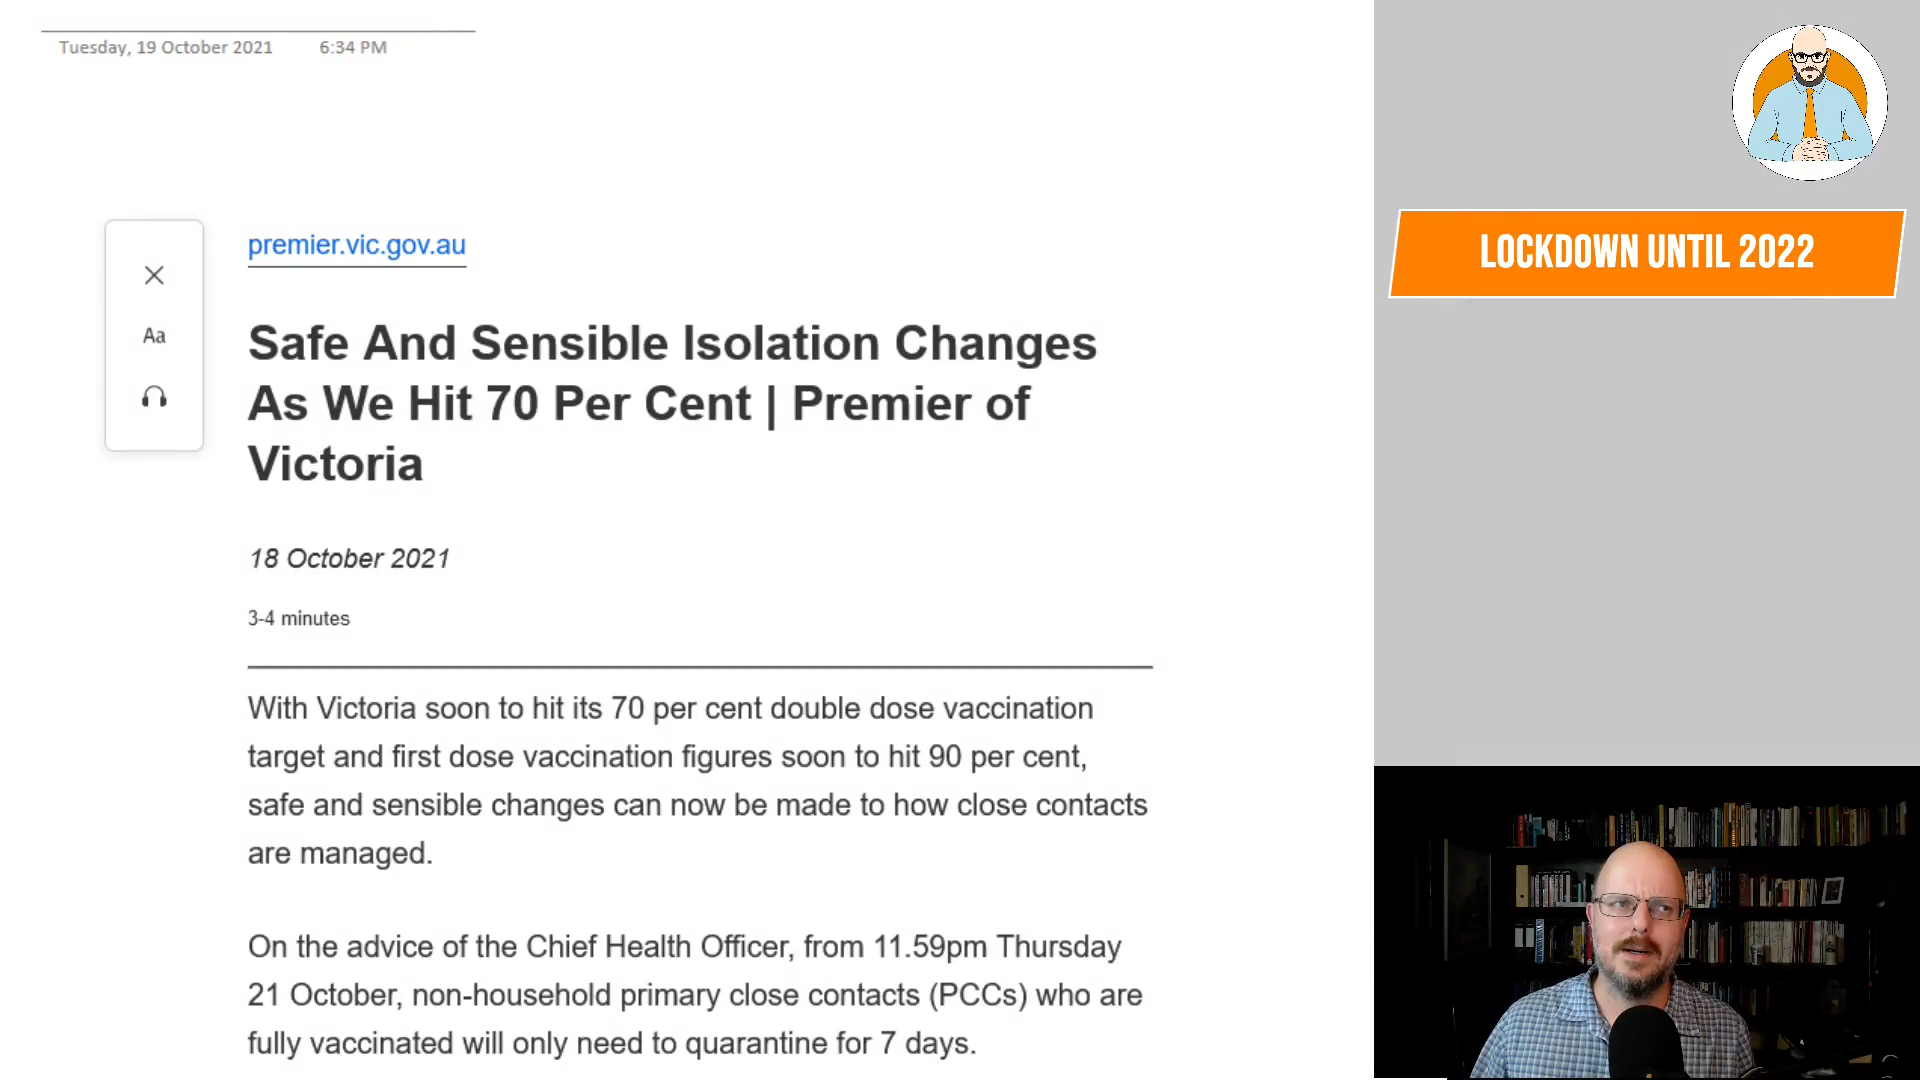 Tuesday, 19 October 2021 6:34 PM
premier.vic.gov.au
Aa
Safe And Sensible Isolation Changes
As We Hit 70 Per Cent | Premier of
Victoria
18 October 2021
3-4 minutes
With Victoria soon to hit its 70 per cent double dose vaccination
target and first dose vaccination figures soon to hit 90 per cent,
safe and sensible changes can now be made to how close contacts
are managed.
On the advice of the Chief Health Officer, from 11.59pm Thursday
21 October, non-household primary close contacts (PCCs) who are
fully vaccinated will only need to quarantine for 7 days.
LOCKDOWN UNTIL 2022